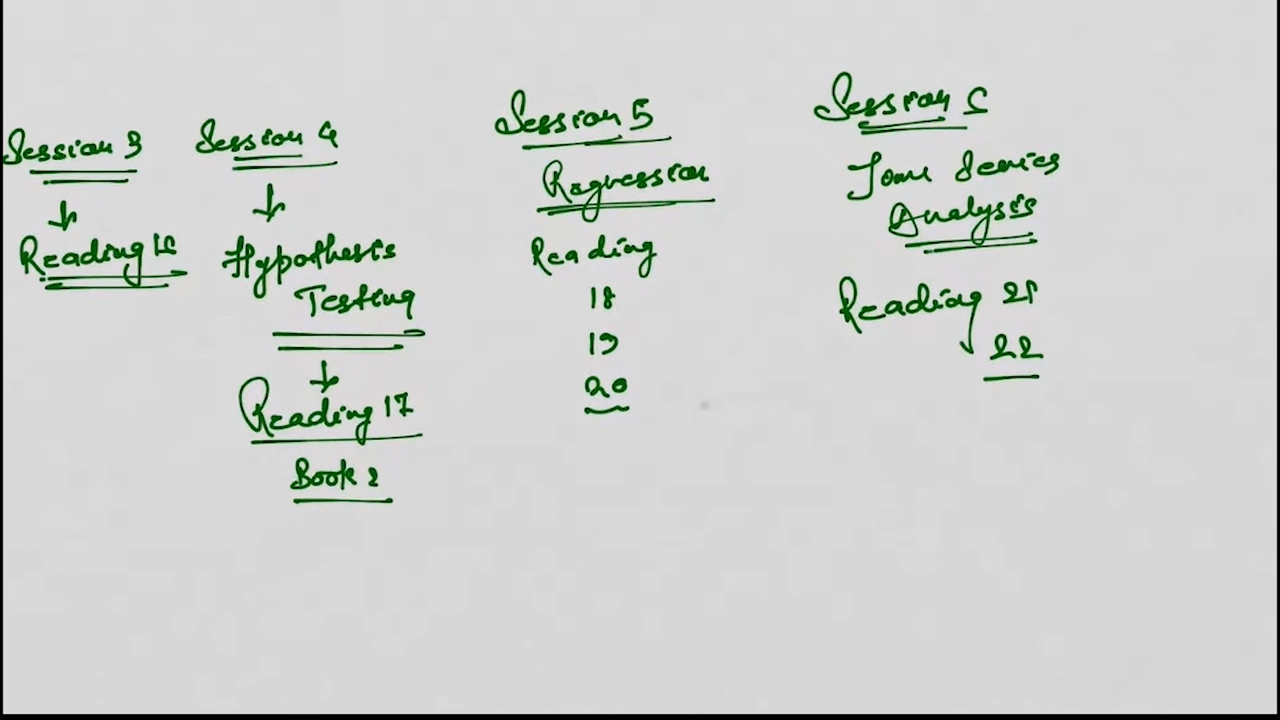 Session 3
Reading 16
Session 4
Hypothesis
Testing
Reading 17
Book 2
Session 5
Regression
Reading
18
19
20
Session 6
Time Series
Analysis
Reading 21
22